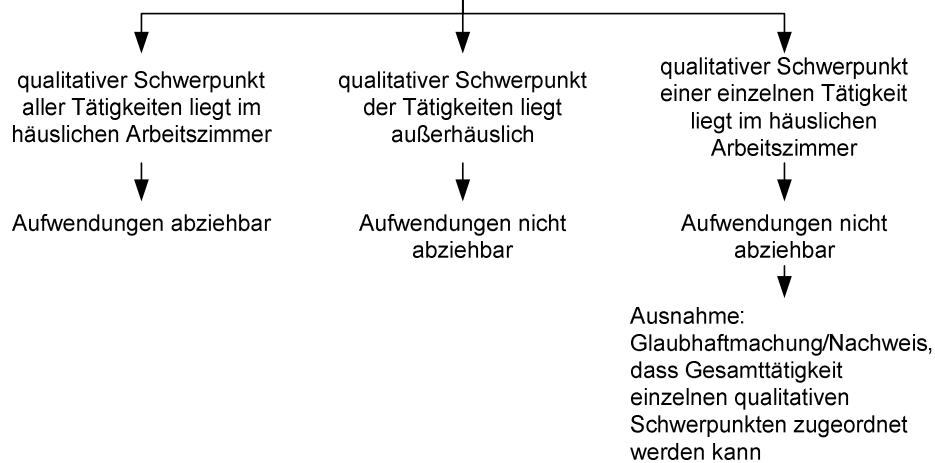 qualitativer Schwerpunkt
aller Tätigkeiten liegt im
häuslichen Arbeitszimmer
Aufwendungen abziehbar
qualitativer Schwerpunkt
der Tätigkeiten liegt
außerhäuslich
Aufwendungen nicht
abziehbar
qualitativer Schwerpunkt
einer einzelnen Tätigkeit
liegt im häuslichen
Arbeitszimmer
Aufwendungen nicht
abziehbar
Ausnahme:
Glaubhaftmachung/Nachweis,
dass Gesamttätigkeit
einzelnen qualitativen
Schwerpunkten zugeordnet
werden kann